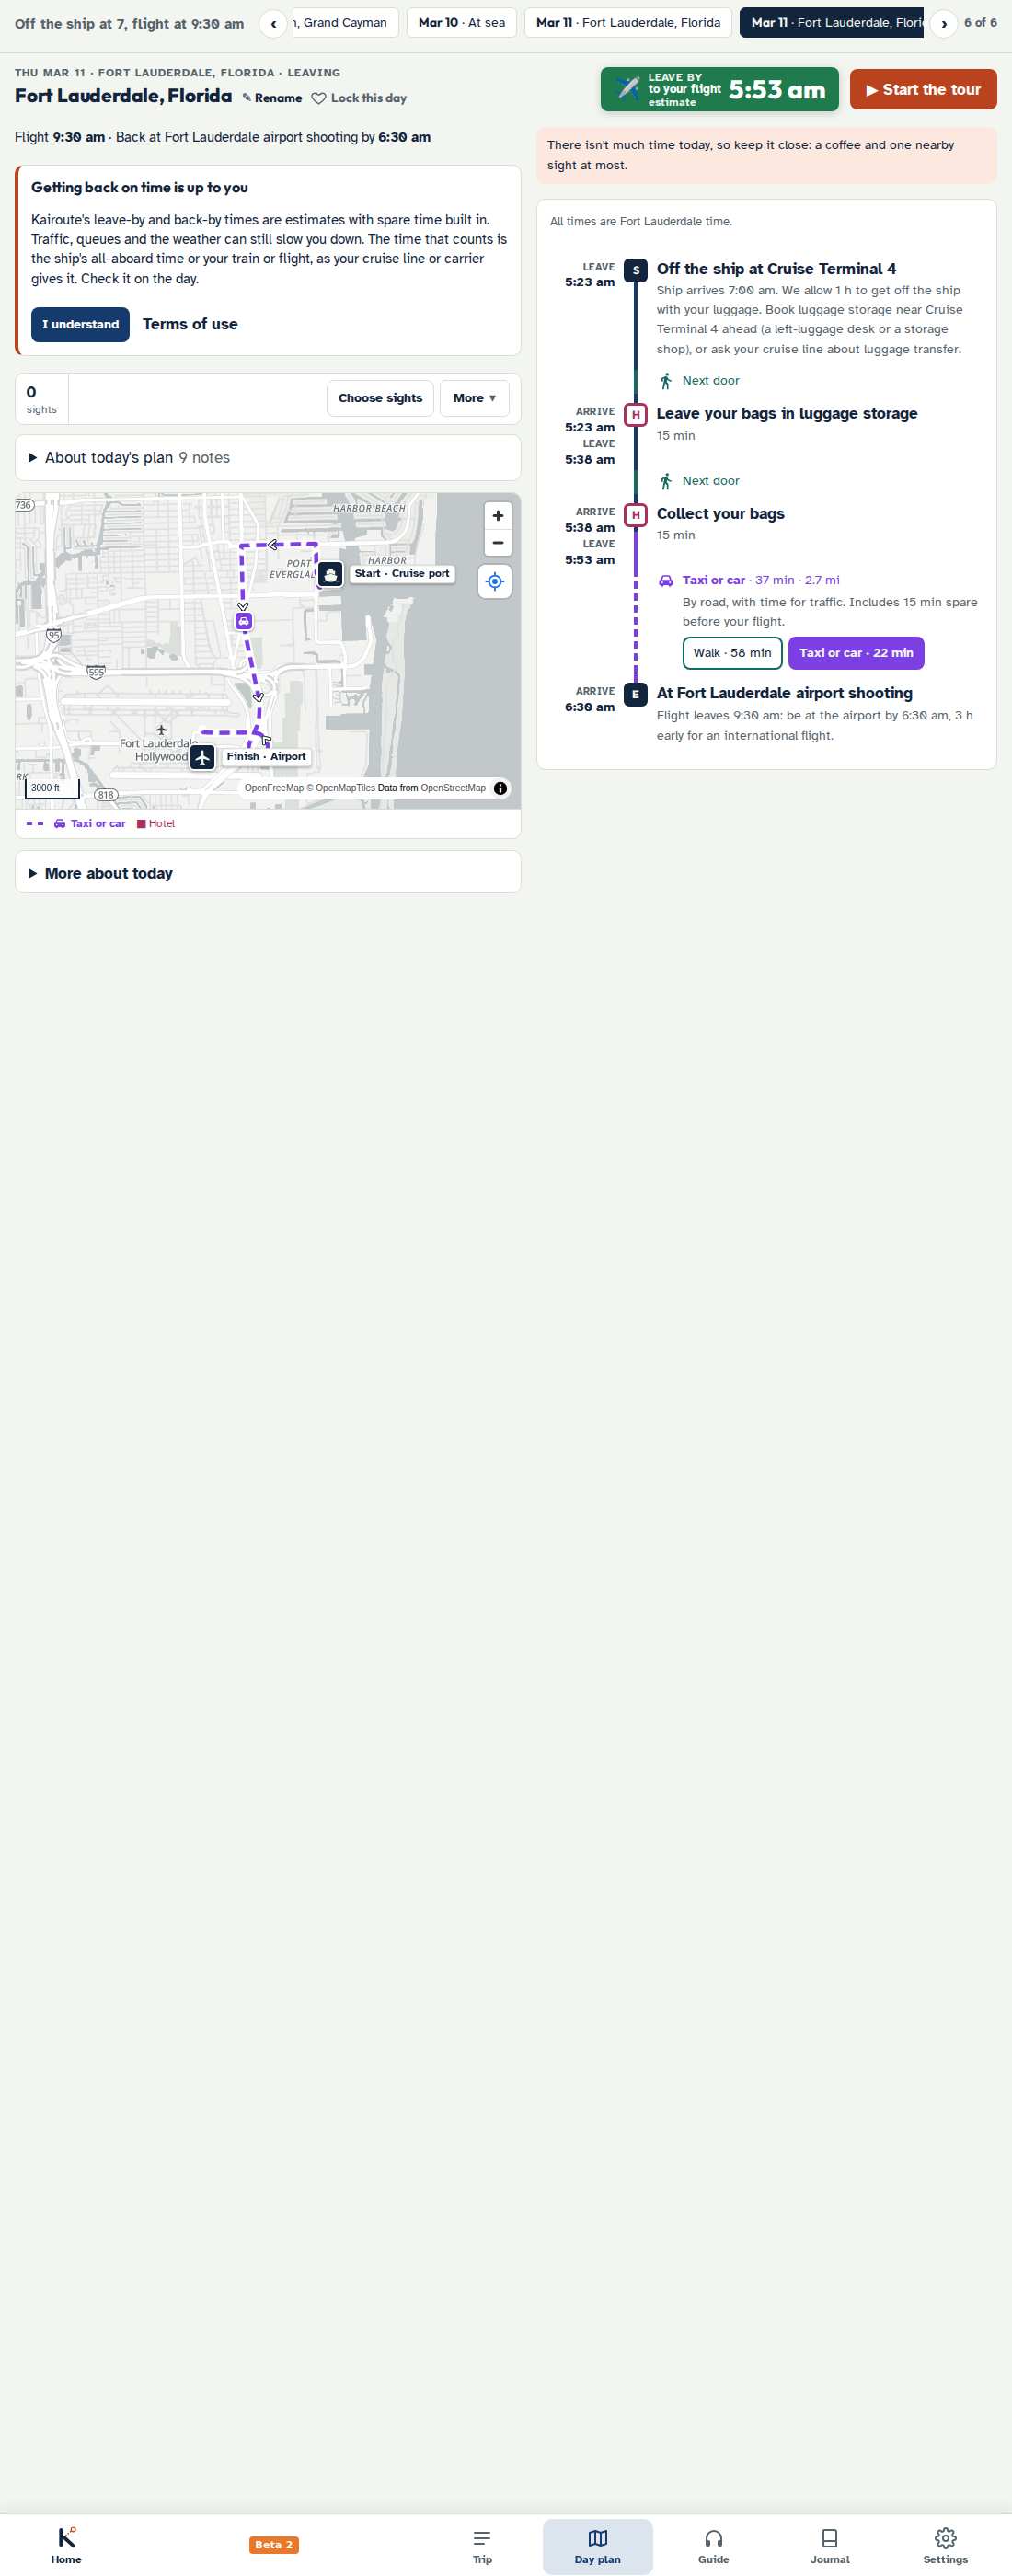 Off the ship at 7, flight at 9:30 am
‹
, Grand Cayman
Mar 10 · At sea
Mar 11 · Fort Lauderdale, Florida
Mar 11 · Fort Lauderdale, Flori
›
6 of 6
THU MAR 11 · FORT LAUDERDALE, FLORIDA · LEAVING
Fort Lauderdale, Florida
✎ Rename
Lock this day
LEAVE BY
to your flight
estimate
5:53 am
▶ Start the tour
Flight 9:30 am · Back at Fort Lauderdale airport shooting by 6:30 am
Getting back on time is up to you
Kairoute's leave-by and back-by times are estimates with spare time built in.
Traffic, queues and the weather can still slow you down. The time that counts is
the ship's all-aboard time or your train or flight, as your cruise line or carrier
gives it. Check it on the day.
I understand
Terms of use
0
sights
Choose sights
More ▾
▶ About today's plan 9 notes
736
HARBOR BEACH
PORT
EVERGLA
HARBOR
Start · Cruise port
+
−
95
595
Fort Lauderdale
Hollywood
Finish · Airport
RK
3000 ft
818
OpenFreeMap © OpenMapTiles Data from OpenStreetMap
Taxi or car
Hotel
▶ More about today
There isn't much time today, so keep it close: a coffee and one nearby
sight at most.
All times are Fort Lauderdale time.
LEAVE
5:23 am
S
Off the ship at Cruise Terminal 4
Ship arrives 7:00 am. We allow 1 h to get off the ship
with your luggage. Book luggage storage near Cruise
Terminal 4 ahead (a left-luggage desk or a storage
shop), or ask your cruise line about luggage transfer.
Next door
ARRIVE
5:23 am
LEAVE
5:38 am
H
Leave your bags in luggage storage
15 min
Next door
ARRIVE
5:38 am
LEAVE
5:53 am
H
Collect your bags
15 min
Taxi or car · 37 min · 2.7 mi
By road, with time for traffic. Includes 15 min spare
before your flight.
Walk · 58 min
Taxi or car · 22 min
ARRIVE
6:30 am
E
At Fort Lauderdale airport shooting
Flight leaves 9:30 am: be at the airport by 6:30 am, 3 h
early for an international flight.
Home
Beta 2
Trip
Day plan
Guide
Journal
Settings